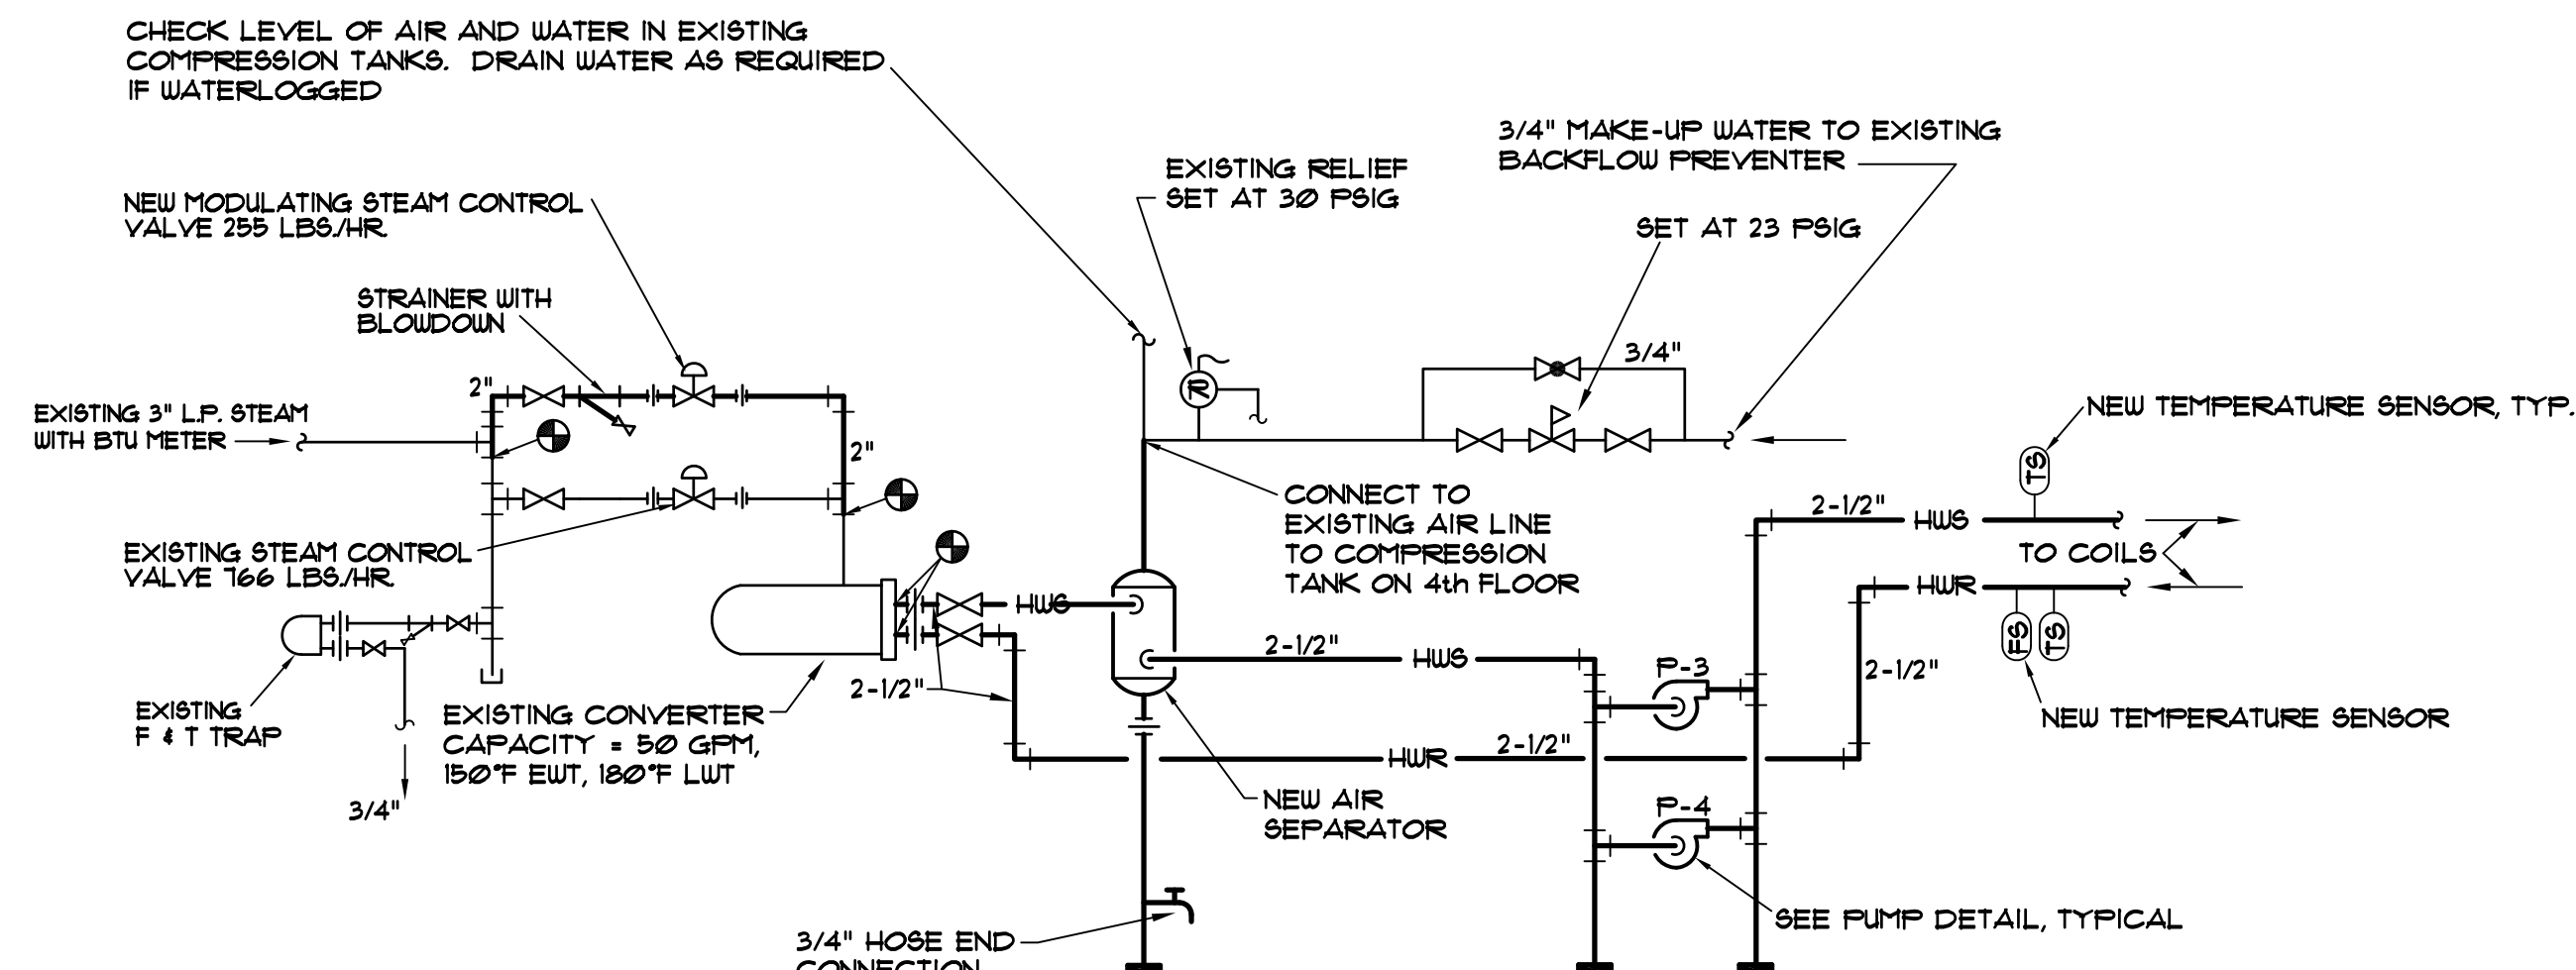 CHECK LEVEL OF AIR AND WATER IN EXISTING
COMPRESSION TANKS. DRAIN WATER AS REQUIRED
IF WATERLOGGED
3/4" MAKE-UP WATER TO EXISTING
BACKFLOW PREVENTER
EXISTING RELIEF
SET AT 30 PSIG
NEW MODULATING STEAM CONTROL
VALVE 255 LBS./HR.
SET AT 23 PSIG
STRAINER WITH
BLOWDOWN
3/4"
2"
R
EXISTING 3" L.P. STEAM
WITH BTU METER
NEW TEMPERATURE SENSOR, TYP.
2"
TS
CONNECT TO
EXISTING AIR LINE
TO COMPRESSION
TANK ON 4th FLOOR
2-1/2"
HWS
EXISTING STEAM CONTROL
VALVE 766 LBS./HR.
TO COILS
HWR
HWS
2-1/2"
HWS
FS
TS
P-3
2-1/2"
2-1/2"
EXISTING
F & T TRAP
EXISTING CONVERTER
CAPACITY = 50 GPM,
150°F EWT, 180°F LWT
NEW TEMPERATURE SENSOR
HWR
2-1/2"
3/4"
NEW AIR
SEPARATOR
P-4
SEE PUMP DETAIL, TYPICAL
3/4" HOSE END
CONNECTION